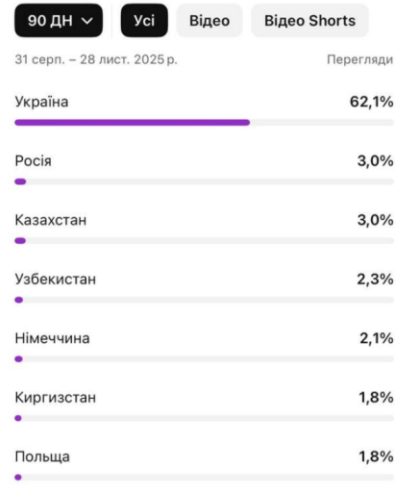 90 ДН Усі Відео Відео Shorts
31 серп. – 28 лист. 2025 р. Перегляди
Україна 62,1%
Росія 3,0%
Казахстан 3,0%
Узбекистан 2,3%
Німеччина 2,1%
Киргизстан 1,8%
Польща 1,8%